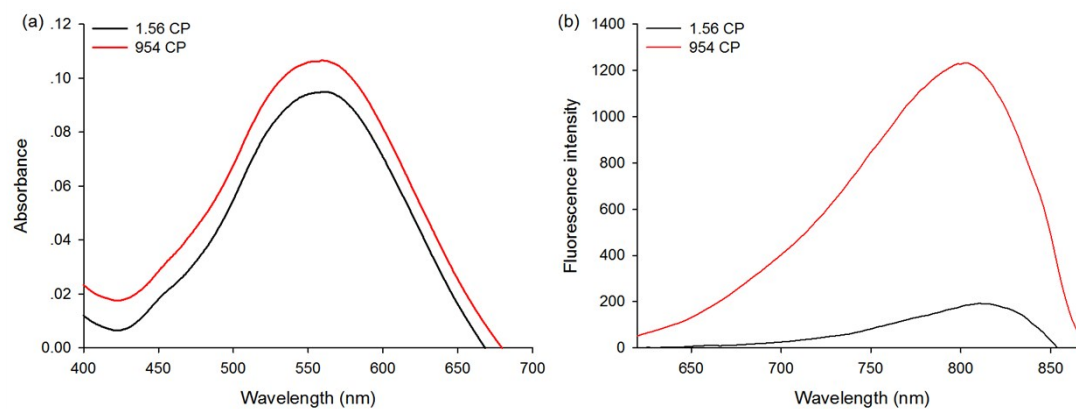 (a)
1.56 CP
954 CP
.12
.10
.08
.06
.04
.02
0.00
Absorbance
400 450 500 550 600 650 700
Wavelength (nm)
(b)
1.56 CP
954 CP
1400
1200
1000
800
600
400
200
0
Fluorescence intensity
650 700 750 800 850
Wavelength (nm)